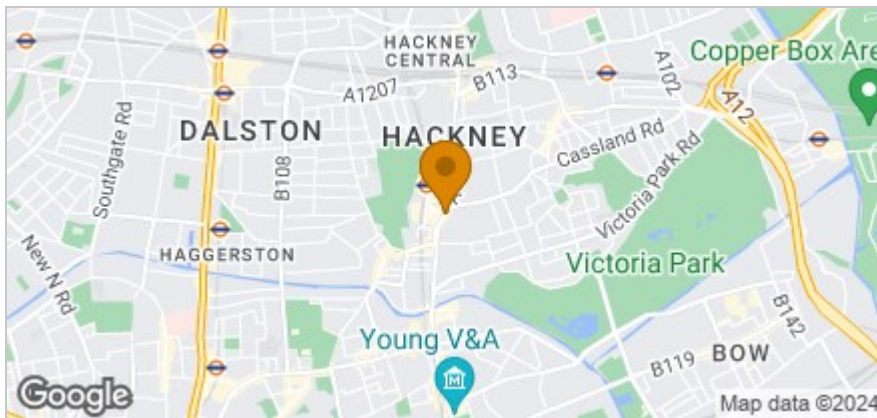 HACKNEY
CENTRAL
Copper Box Are
B113
A102
A1207
A12
DALSTON
HACKNEY
Southgate Rd
B108
Cassland Rd
Victoria Park Rd
New N Rd
HAGGERSTON
Victoria Park
Young V&A
B142
B119
BOW
Google
Map data ©2024